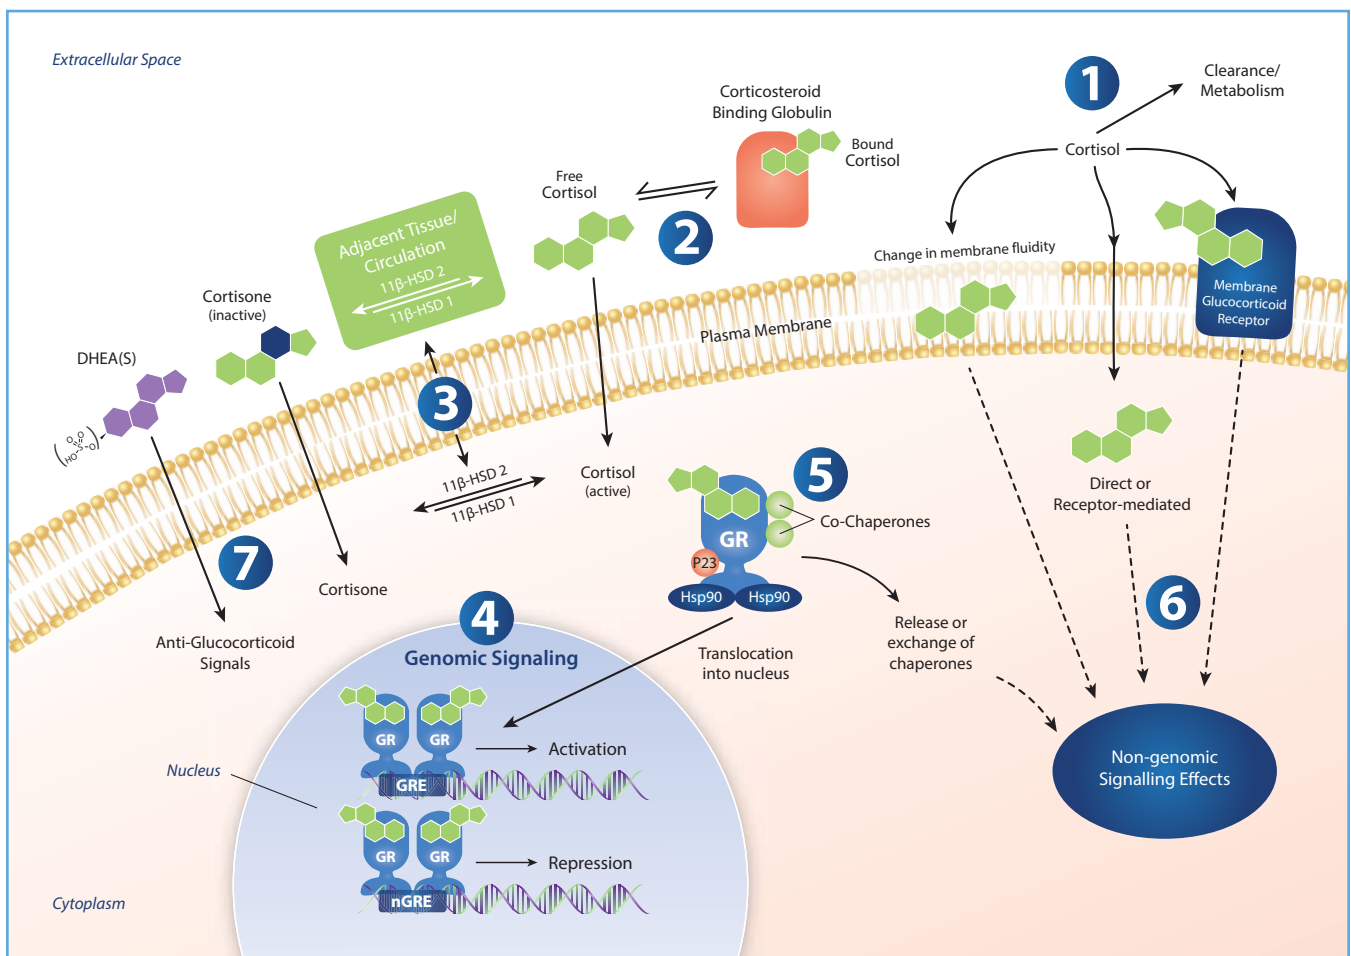 Extracellular Space
1
Clearance/
Metabolism
Cortisol
Corticosteroid
Binding Globulin
Bound
Cortisol
Free
Cortisol
2
Adjacent Tissue/
Circulation
11β-HSD 2
11β-HSD 1
Change in membrane fluidity
Membrane
Glucocorticoid
Receptor
Plasma Membrane
Cortisone
(inactive)
DHEA(S)
O
S=O
HO-S-O
O
3
11β-HSD 2
11β-HSD 1
Cortisol
(active)
5
Co-Chaperones
GR
P23
Hsp90
Hsp90
Direct or
Receptor-mediated
7
Cortisone
Anti-Glucocorticoid
Signals
4
Genomic Signaling
Translocation
into nucleus
Release or
exchange of
chaperones
6
Non-genomic
Signalling Effects
Nucleus
GR
GR
Activation
GRE
GR
GR
Repression
nGRE
Cytoplasm